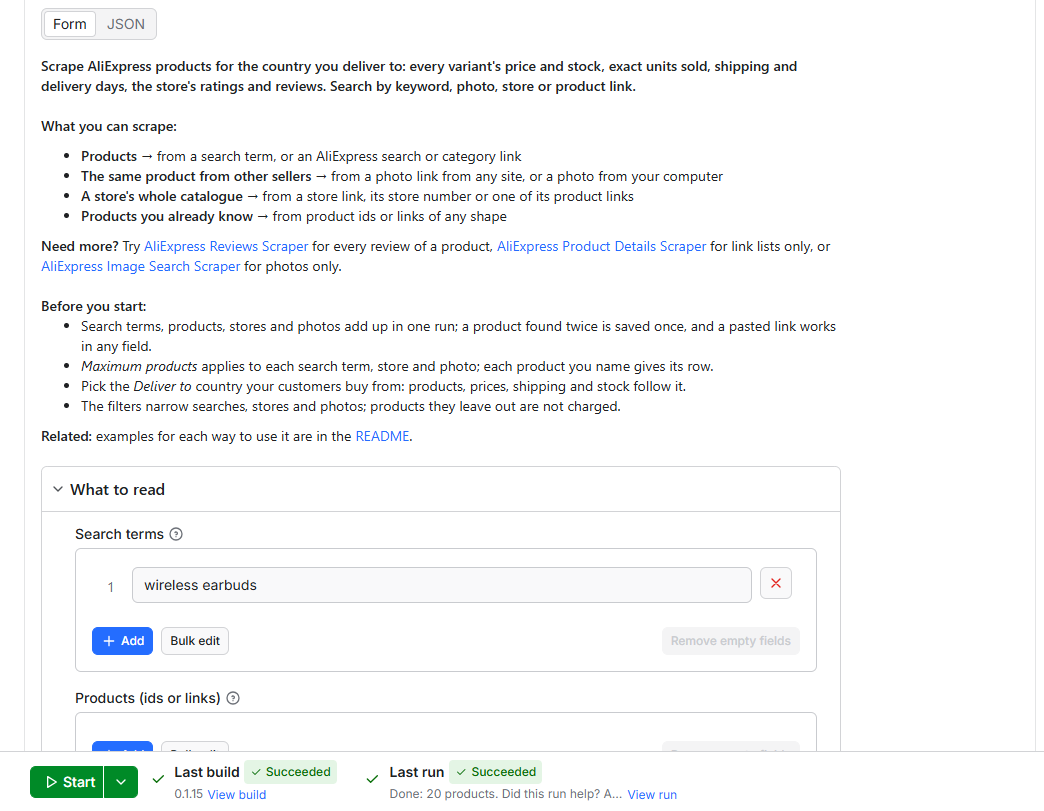 Form JSON
Scrape AliExpress products for the country you deliver to: every variant's price and stock, exact units sold, shipping and
delivery days, the store's ratings and reviews. Search by keyword, photo, store or product link.
What you can scrape:
• Products → from a search term, or an AliExpress search or category link
• The same product from other sellers → from a photo link from any site, or a photo from your computer
• A store's whole catalogue → from a store link, its store number or one of its product links
• Products you already know → from product ids or links of any shape
Need more? Try AliExpress Reviews Scraper for every review of a product, AliExpress Product Details Scraper for link lists only, or
AliExpress Image Search Scraper for photos only.
Before you start:
• Search terms, products, stores and photos add up in one run; a product found twice is saved once, and a pasted link works
in any field.
• Maximum products applies to each search term, store and photo; each product you name gives its row.
• Pick the Deliver to country your customers buy from: products, prices, shipping and stock follow it.
• The filters narrow searches, stores and photos; products they leave out are not charged.
Related: examples for each way to use it are in the README.
What to read
Search terms
1 wireless earbuds
+ Add Bulk edit Remove empty fields
Products (ids or links)
Start
Last build Succeeded
0.1.15 View build
Last run Succeeded
Done: 20 products. Did this run help? A... View run